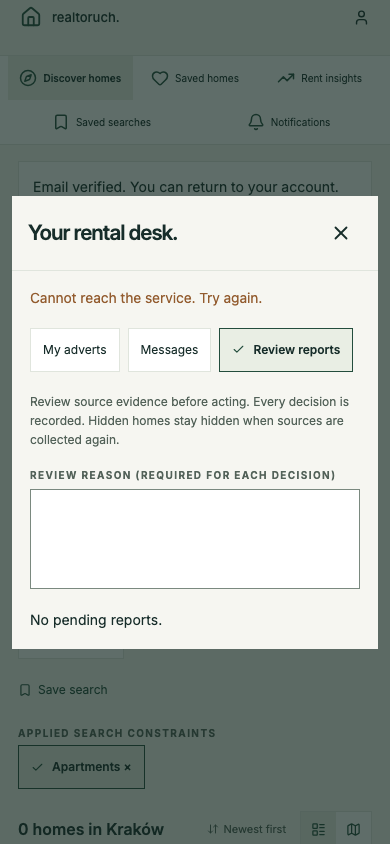 realtoruch.
Discover homes
Saved homes
Rent insights
Saved searches
Notifications
Email verified. You can return to your account.
Your rental desk.
Cannot reach the service. Try again.
My adverts
Messages
Review reports
Review source evidence before acting. Every decision is
recorded. Hidden homes stay hidden when sources are
collected again.
REVIEW REASON (REQUIRED FOR EACH DECISION)
No pending reports.
Save search
APPLIED SEARCH CONSTRAINTS
Apartments ×
0 homes in Kraków
Newest first